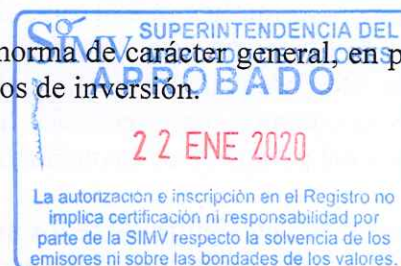 SUPERINTENDENCIA DEL
SIMV
norma de carácter general, en p
APROBADO
os de inversión.
22 ENE 2020
La autorización e inscripción en el Registro no
implica certificación ni responsabilidad por
parte de la SIMV respecto la solvencia de los
emisores ni sobre las bondades de los valores.